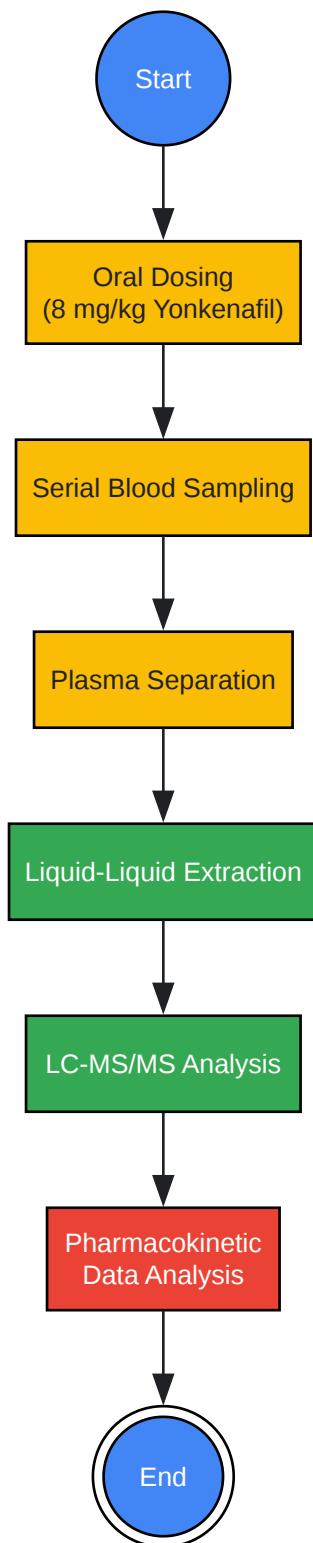 Start
Oral Dosing
(8 mg/kg Yonkenafil)
Serial Blood Sampling
Plasma Separation
Liquid-Liquid Extraction
LC-MS/MS Analysis
Pharmacokinetic
Data Analysis
End